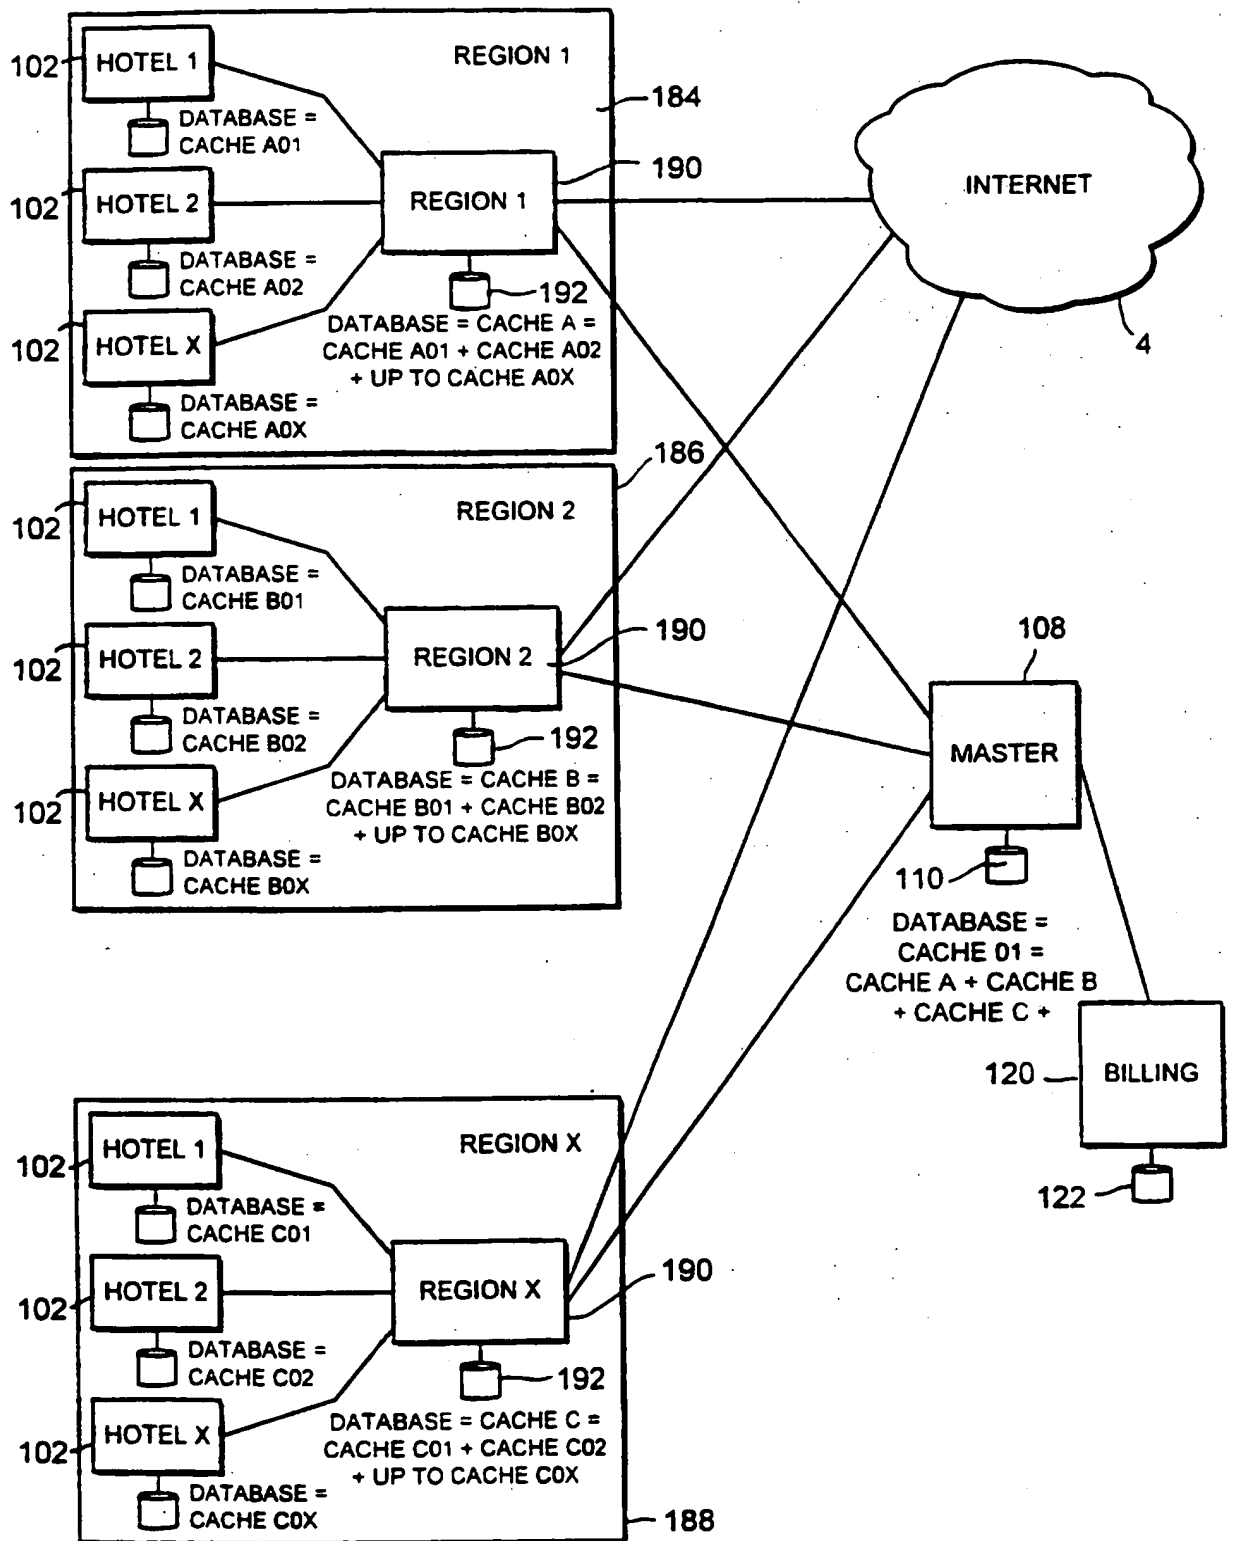 REGION 1
102
HOTEL 1
DATABASE =
CACHE A01
102
HOTEL 2
DATABASE =
CACHE A02
102
HOTEL X
DATABASE =
CACHE A0X
184
190
REGION 1
192
DATABASE = CACHE A =
CACHE A01 + CACHE A02
+ UP TO CACHE A0X
INTERNET
4
186
REGION 2
102
HOTEL 1
DATABASE =
CACHE B01
102
HOTEL 2
DATABASE =
CACHE B02
102
HOTEL X
DATABASE =
CACHE B0X
190
REGION 2
192
DATABASE = CACHE B =
CACHE B01 + CACHE B02
+ UP TO CACHE B0X
108
MASTER
110
DATABASE =
CACHE 01 =
CACHE A + CACHE B
+ CACHE C +
120
BILLING
122
REGION X
102
HOTEL 1
DATABASE =
CACHE C01
102
HOTEL 2
DATABASE =
CACHE C02
102
HOTEL X
DATABASE =
CACHE C0X
190
REGION X
192
DATABASE = CACHE C =
CACHE C01 + CACHE C02
+ UP TO CACHE C0X
188